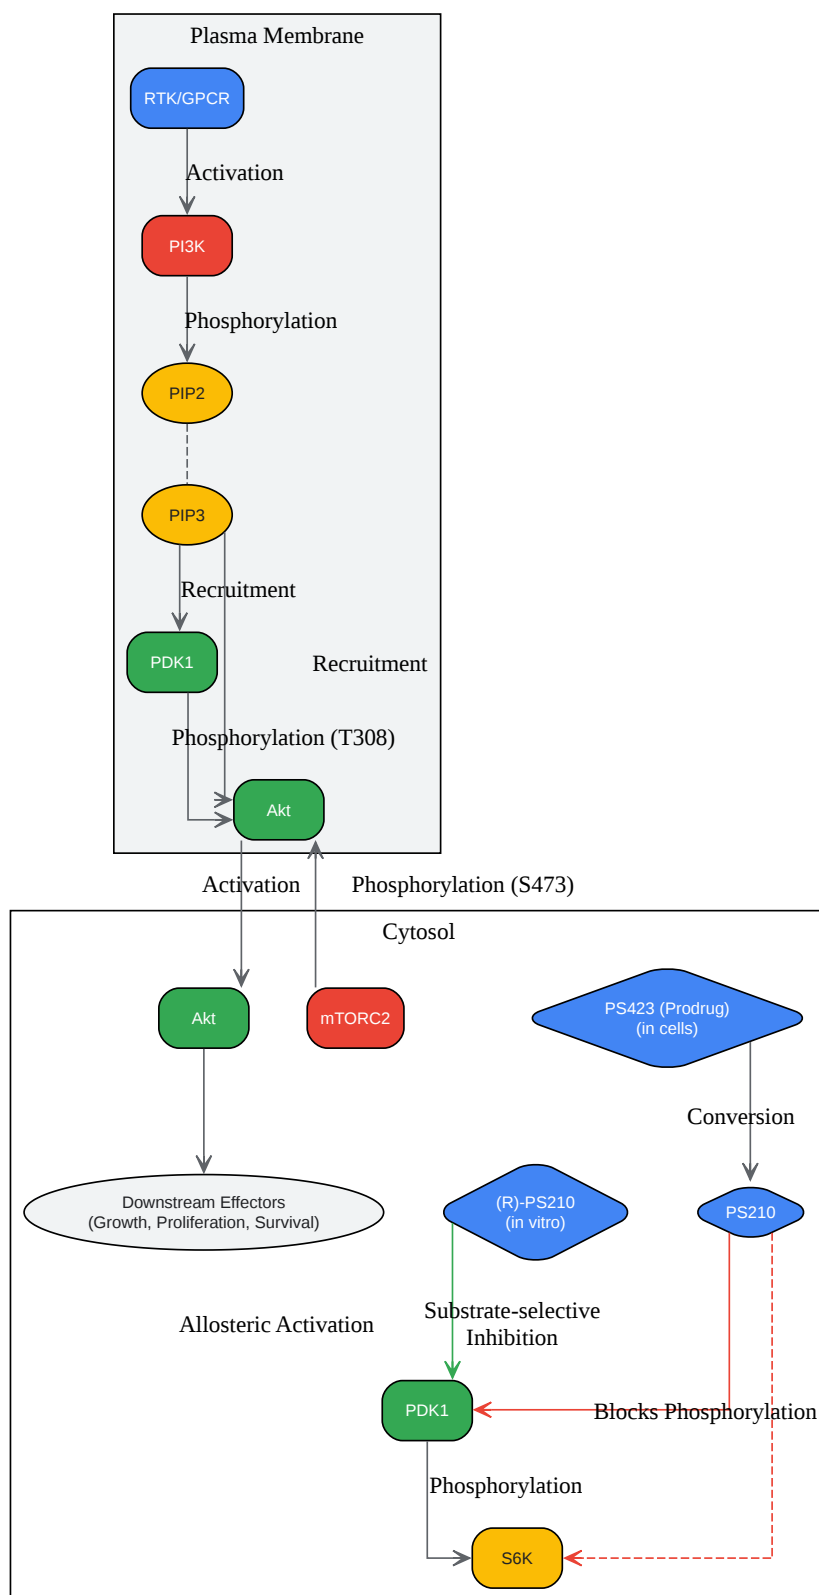 Plasma Membrane
RTK/GPCR
Activation
PI3K
Phosphorylation
PIP2
PIP3
Recruitment
PDK1
Recruitment
Phosphorylation (T308)
Akt
Activation
Phosphorylation (S473)
Cytosol
Akt
mTORC2
PS423 (Prodrug)
(in cells)
Conversion
Downstream Effectors
(Growth, Proliferation, Survival)
(R)-PS210
(in vitro)
PS210
Allosteric Activation
Substrate-selective
Inhibition
PDK1
Blocks Phosphorylation
Phosphorylation
S6K